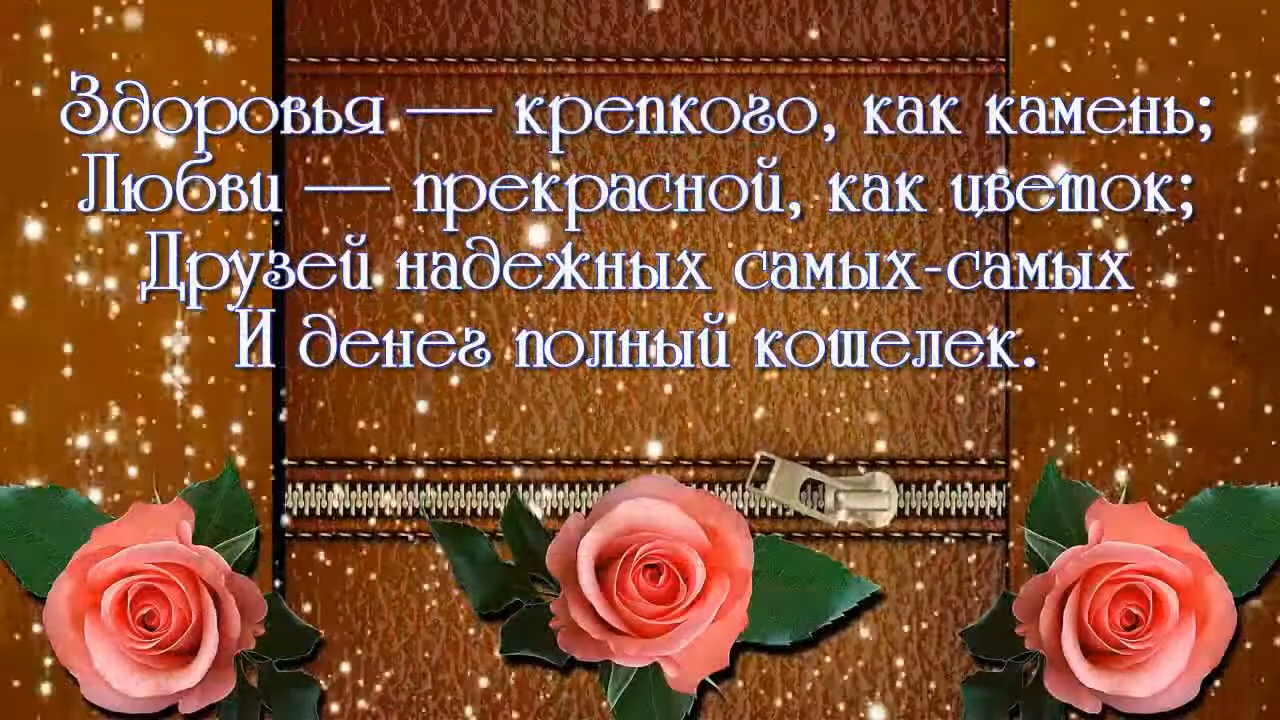 Здоровья — крепкого, как камень;
Любви — прекрасной, как цветок;
Друзей надежных самых-самых
И денег полный кошелек.